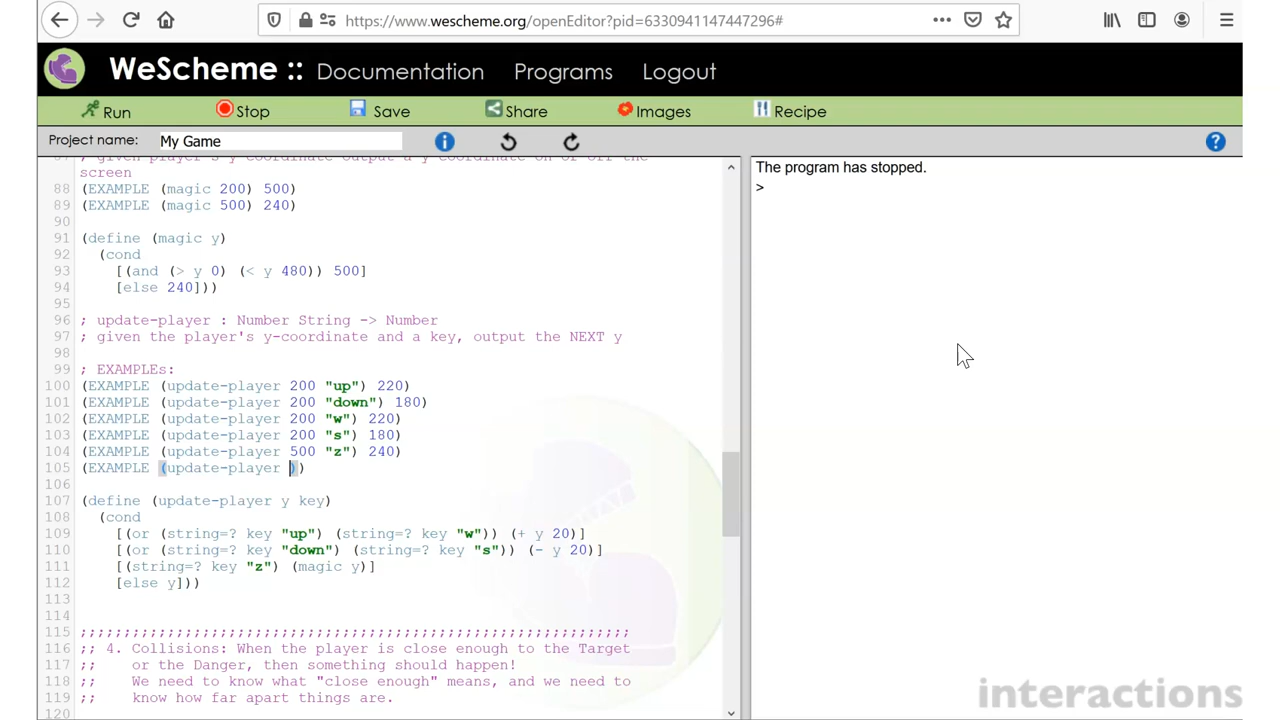 https://www.wescheme.org/openEditor?pid=6330941147447296#
WeScheme :: Documentation Programs Logout
Run Stop Save Share Images Recipe
Project name: My Game
; given player's y-coordinate output a y-coordinate on or off the
screen
88 (EXAMPLE (magic 200) 500)
89 (EXAMPLE (magic 500) 240)
90
91 (define (magic y)
92 (cond
93 [(and (> y 0) (< y 480)) 500]
94 [else 240]))
95
96 ; update-player : Number String -> Number
97 ; given the player's y-coordinate and a key, output the NEXT y
98
99 ; EXAMPLEs:
100 (EXAMPLE (update-player 200 "up") 220)
101 (EXAMPLE (update-player 200 "down") 180)
102 (EXAMPLE (update-player 200 "w") 220)
103 (EXAMPLE (update-player 200 "s") 180)
104 (EXAMPLE (update-player 500 "z") 240)
105 (EXAMPLE (update-player ))
106
107 (define (update-player y key)
108 (cond
109 [(or (string=? key "up") (string=? key "w")) (+ y 20)]
110 [(or (string=? key "down") (string=? key "s")) (- y 20)]
111 [(string=? key "z") (magic y)]
112 [else y]))
113
114
115 ;;;;;;;;;;;;;;;;;;;;;;;;;;;;;;;;;;;;;;;;;;;;;;;;;;;;;;;;;;;;;;;
116 ;; 4. Collisions: When the player is close enough to the Target
117 ;; or the Danger, then something should happen!
118 ;; We need to know what "close enough" means, and we need to
119 ;; know how far apart things are.
120
The program has stopped.
>
interactions